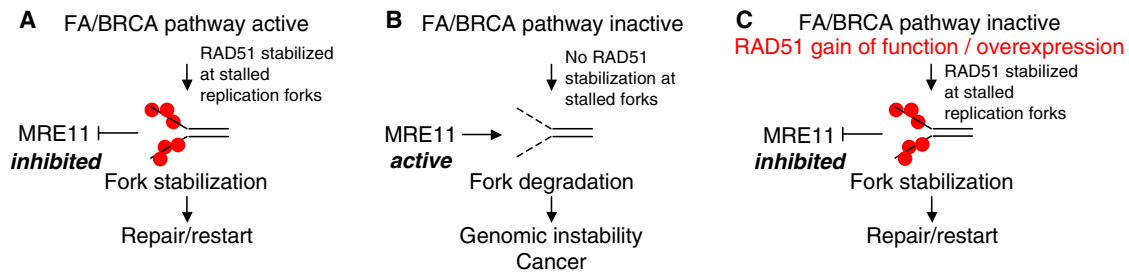 A
FA/BRCA pathway active
RAD51 stabilized
at stalled
replication forks
MRE11
inhibited
Fork stabilization
Repair/restart
B
FA/BRCA pathway inactive
No RAD51
stabilization at
stalled forks
MRE11
active
Fork degradation
Genomic instability
Cancer
C
FA/BRCA pathway inactive
RAD51 gain of function / overexpression
RAD51 stabilized
at stalled
replication forks
MRE11
inhibited
Fork stabilization
Repair/restart